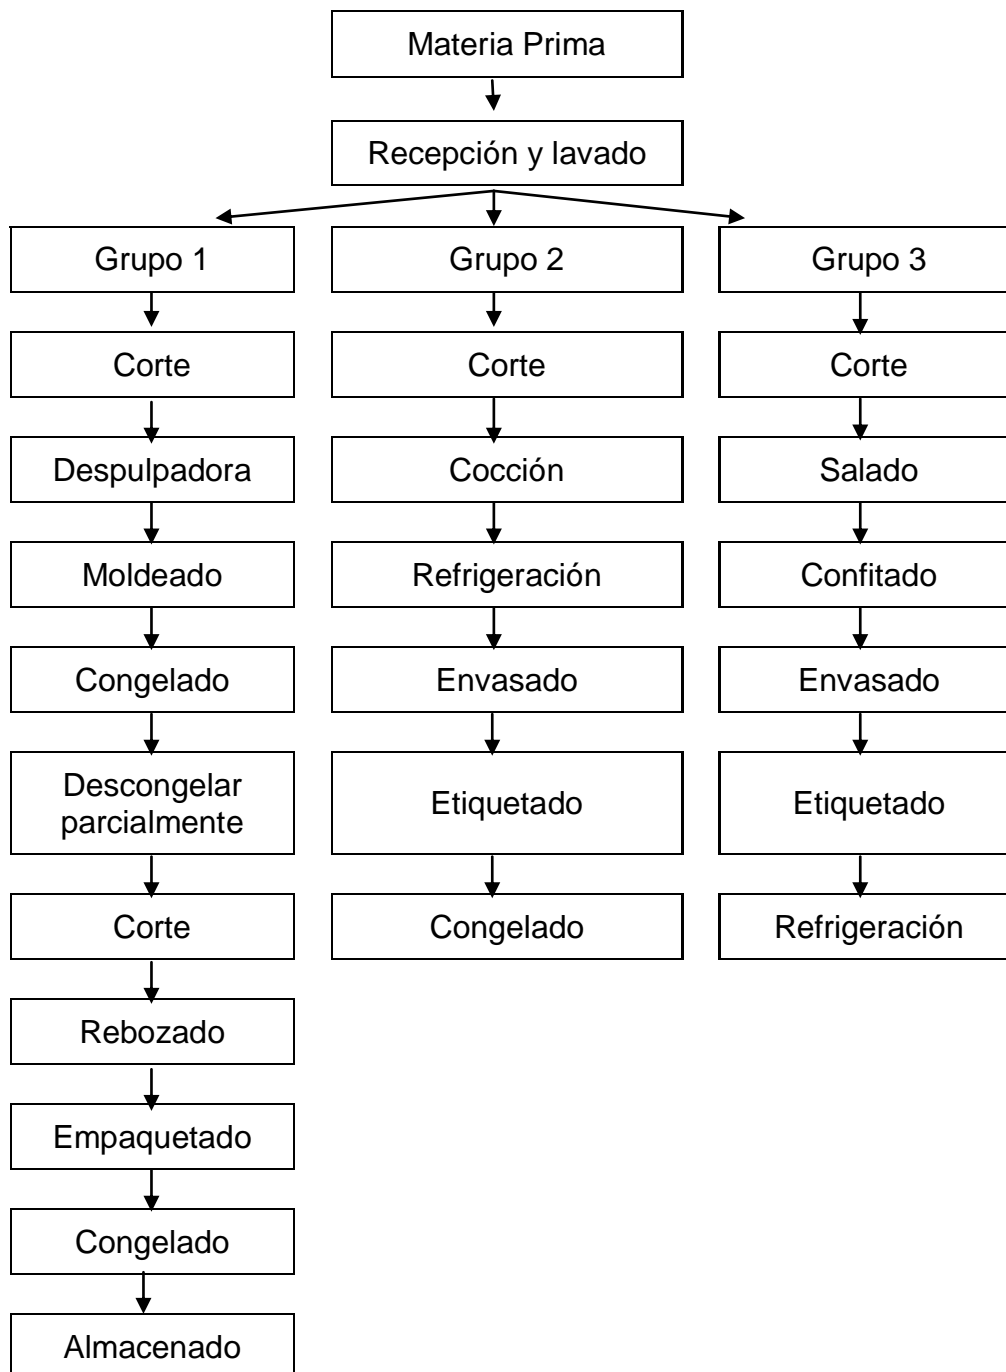 Materia Prima
Recepción y lavado
Grupo 1
Corte
Despulpadora
Moldeado
Congelado
Descongelar
parcialmente
Corte
Rebozado
Empaquetado
Congelado
Almacenado
Grupo 2
Corte
Cocción
Refrigeración
Envasado
Etiquetado
Congelado
Grupo 3
Corte
Salado
Confitado
Envasado
Etiquetado
Refrigeración